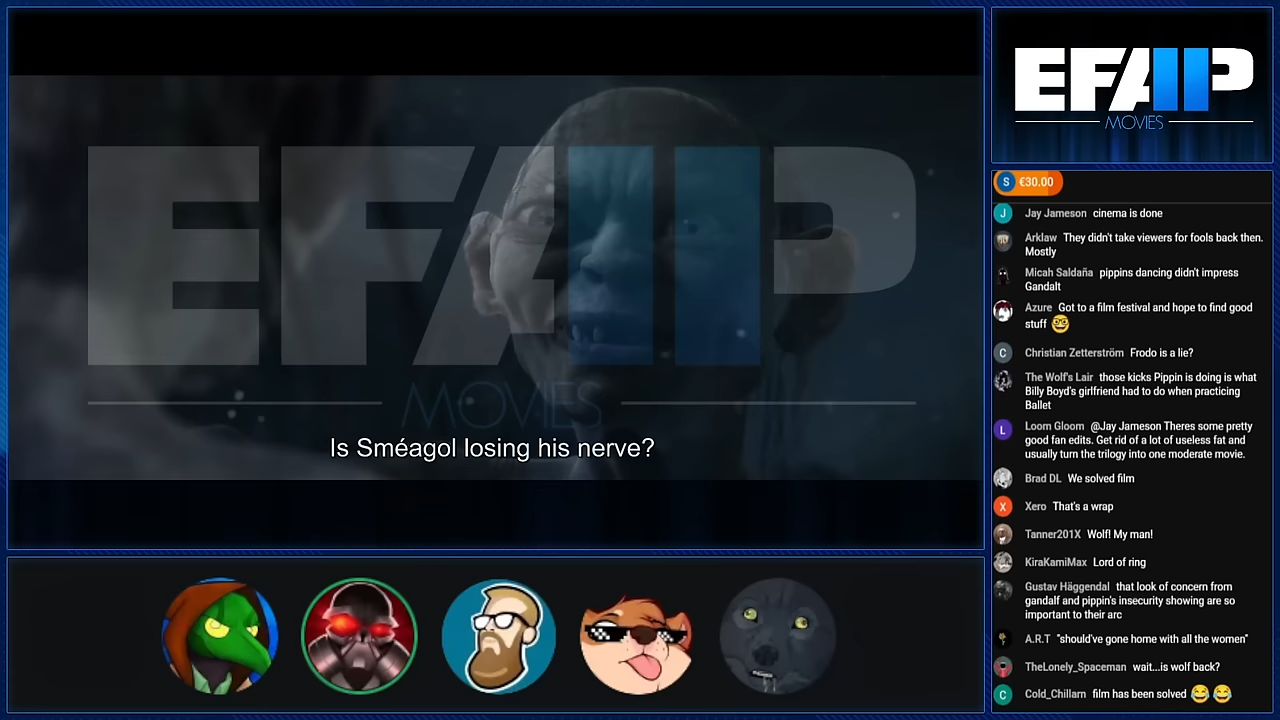 EFAP
MOVIES
Is Sméagol losing his nerve?
EFAP
MOVIES
S €30.00
J Jay Jameson cinema is done
Arklaw They didn't take viewers for fools back then.
Mostly
Micah Saldaña pippins dancing didn't impress
Gandalt
Azure Got to a film festival and hope to find good
stuff 🤓
C Christian Zetterström Frodo is a lie?
The Wolf's Lair those kicks Pippin is doing is what
Billy Boyd's girlfriend had to do when practicing
Ballet
L Loom Gloom @Jay Jameson Theres some pretty
good fan edits. Get rid of a lot of useless fat and
usually turn the trilogy into one moderate movie.
Brad DL We solved film
X Xero That's a wrap
Tanner201X Wolf! My man!
KiraKamiMax Lord of ring
Gustav Häggendal that look of concern from
gandalf and pippin's insecurity showing are so
important to their arc
A.R.T "should've gone home with all the women"
TheLonely_Spaceman wait...is wolf back?
C Cold_Chillam film has been solved 😂 😂